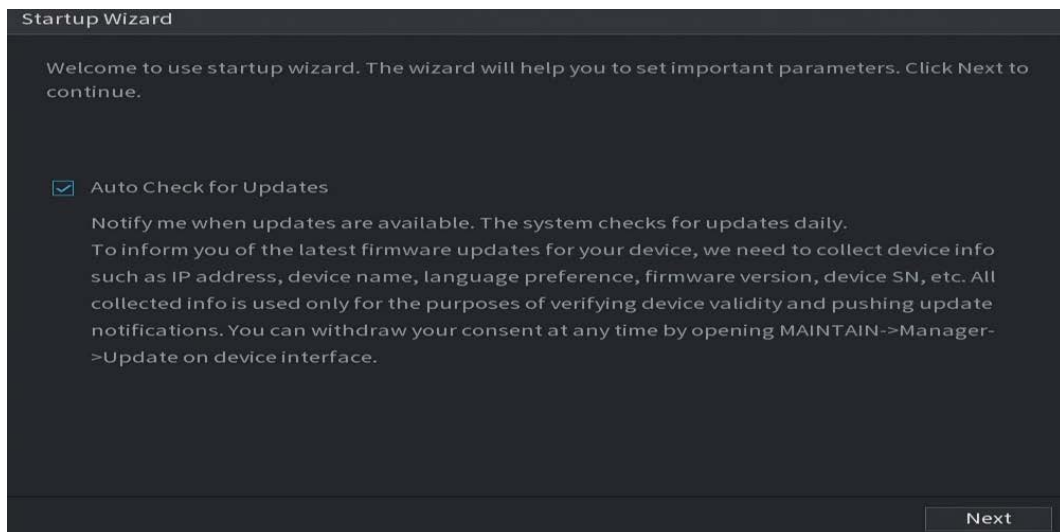 Startup Wizard
Welcome to use startup wizard. The wizard will help you to set important parameters. Click Next to
continue.
Auto Check for Updates
Notify me when updates are available. The system checks for updates daily.
To inform you of the latest firmware updates for your device, we need to collect device info
such as IP address, device name, language preference, firmware version, device SN, etc. All
collected info is used only for the purposes of verifying device validity and pushing update
notifications. You can withdraw your consent at any time by opening MAINTAIN->Manager-
>Update on device interface.
Next